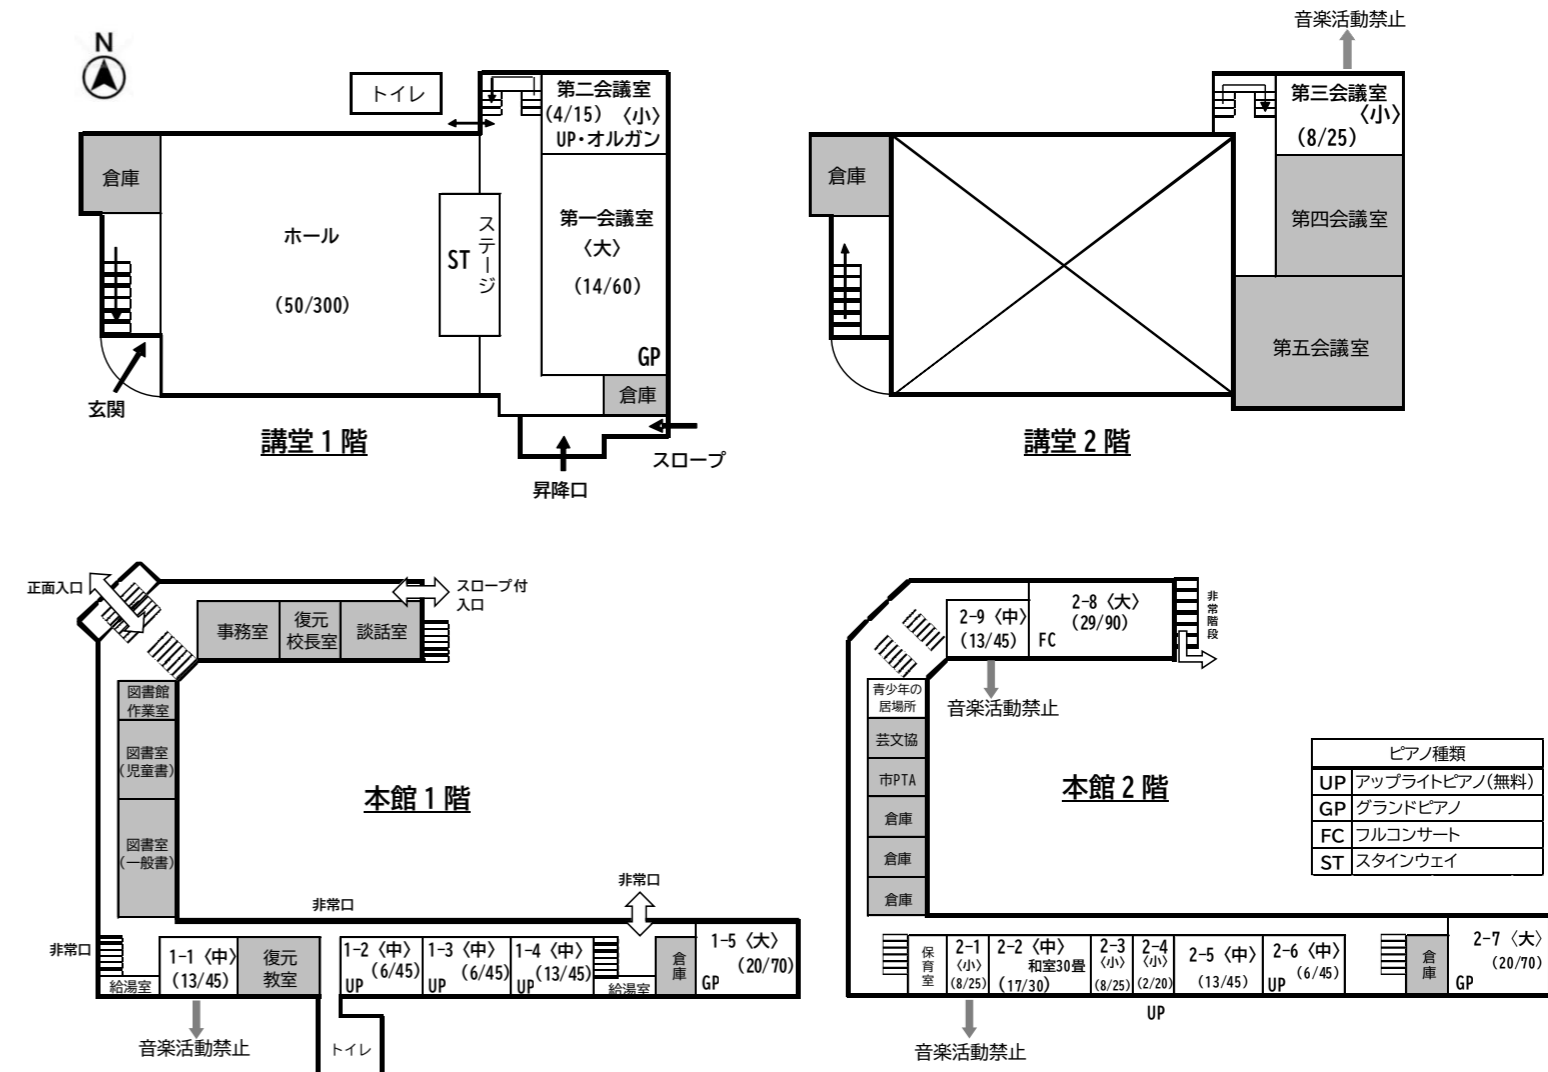 N
トイレ
第二会議室
(4/15) 〈小〉
UP・オルガン
倉庫
ホール
(50/300)
ST
ステージ
第一会議室
〈大〉
(14/60)
GP
倉庫
玄関
講堂1階
昇降口
スロープ
音楽活動禁止
第三会議室
〈小〉
(8/25)
倉庫
第四会議室
第五会議室
講堂2階
正面入口
スロープ付
入口
事務室
復元
校長室
談話室
図書館
作業室
図書室
(児童書)
図書室
(一般書)
本館1階
非常口
非常口
非常口
1-1〈中〉
(13/45)
復元
教室
1-2〈中〉
(6/45)
UP
1-3〈中〉
(6/45)
UP
1-4〈中〉
(13/45)
UP
倉庫
1-5〈大〉
(20/70)
GP
給湯室
給湯室
音楽活動禁止
トイレ
2-9〈中〉
(13/45)
2-8〈大〉
(29/90)
FC
非常階段
音楽活動禁止
青少年の
居場所
芸文協
市PTA
倉庫
倉庫
倉庫
本館2階
ピアノ種類
UP アップライトピアノ(無料)
GP グランドピアノ
FC フルコンサート
ST スタインウェイ
保育室
2-1
〈小〉
(8/25)
2-2〈中〉
和室30畳
(17/30)
2-3
〈小〉
(8/25)
2-4
〈小〉
(2/20)
2-5〈中〉
(13/45)
2-6〈中〉
(6/45)
UP
倉庫
2-7〈大〉
(20/70)
GP
UP
音楽活動禁止